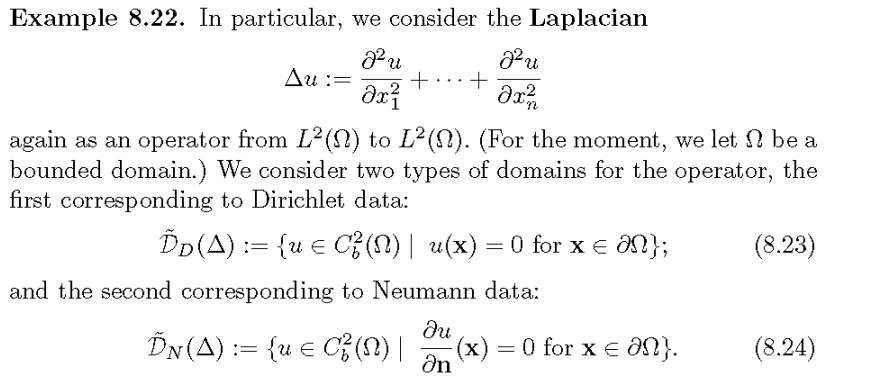 Example 8.22. In particular, we consider the Laplacian
Δu := ∂²u/∂x₁² + · · · + ∂²u/∂xₙ²
again as an operator from L²(Ω) to L²(Ω). (For the moment, we let Ω be a
bounded domain.) We consider two types of domains for the operator, the
first corresponding to Dirichlet data:
D̃_D(Δ) := {u ∈ C_b²(Ω) | u(x) = 0 for x ∈ ∂Ω}; (8.23)
and the second corresponding to Neumann data:
D̃_N(Δ) := {u ∈ C_b²(Ω) | ∂u/∂n(x) = 0 for x ∈ ∂Ω}. (8.24)